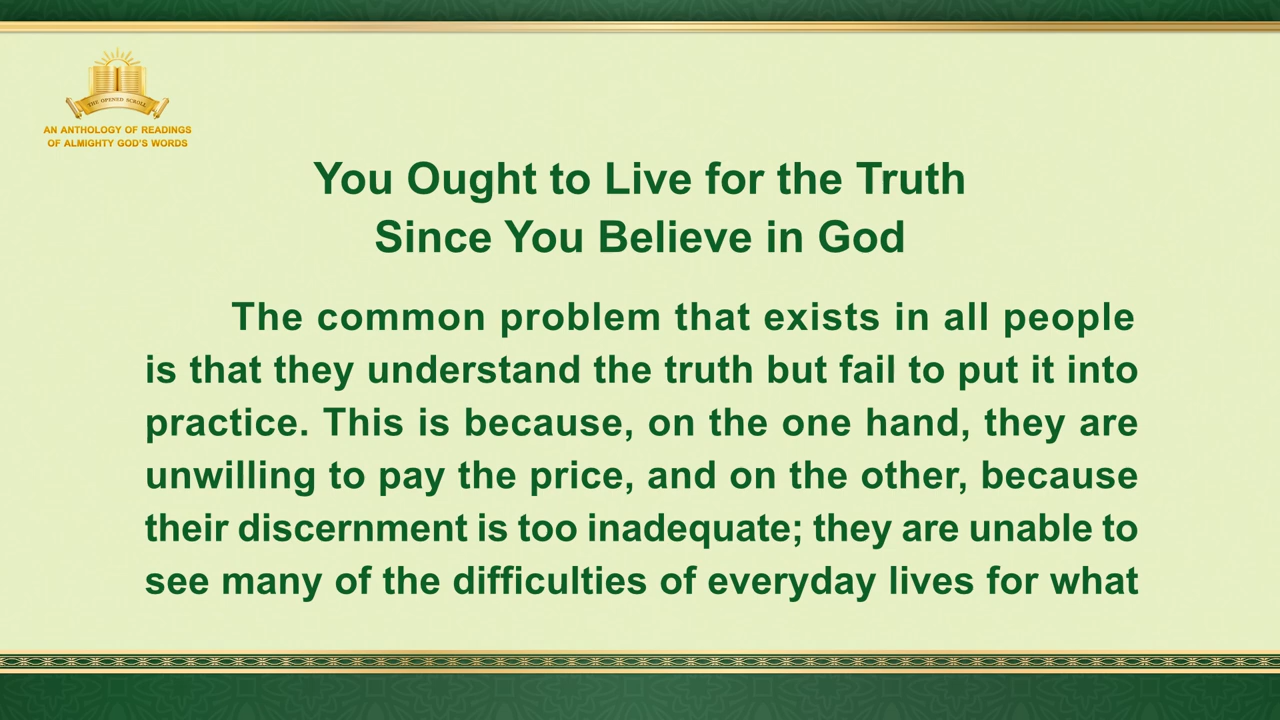 THE OPENED SCROLL
AN ANTHOLOGY OF READINGS
OF ALMIGHTY GOD'S WORDS
You Ought to Live for the Truth
Since You Believe in God
The common problem that exists in all people
is that they understand the truth but fail to put it into
practice. This is because, on the one hand, they are
unwilling to pay the price, and on the other, because
their discernment is too inadequate; they are unable to
see many of the difficulties of everyday lives for what